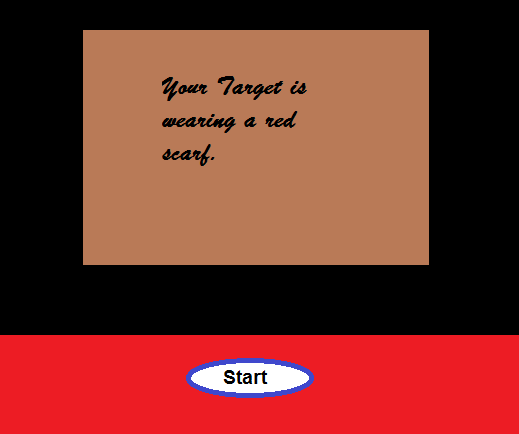 Your Target is
wearing a red
scarf.
Start